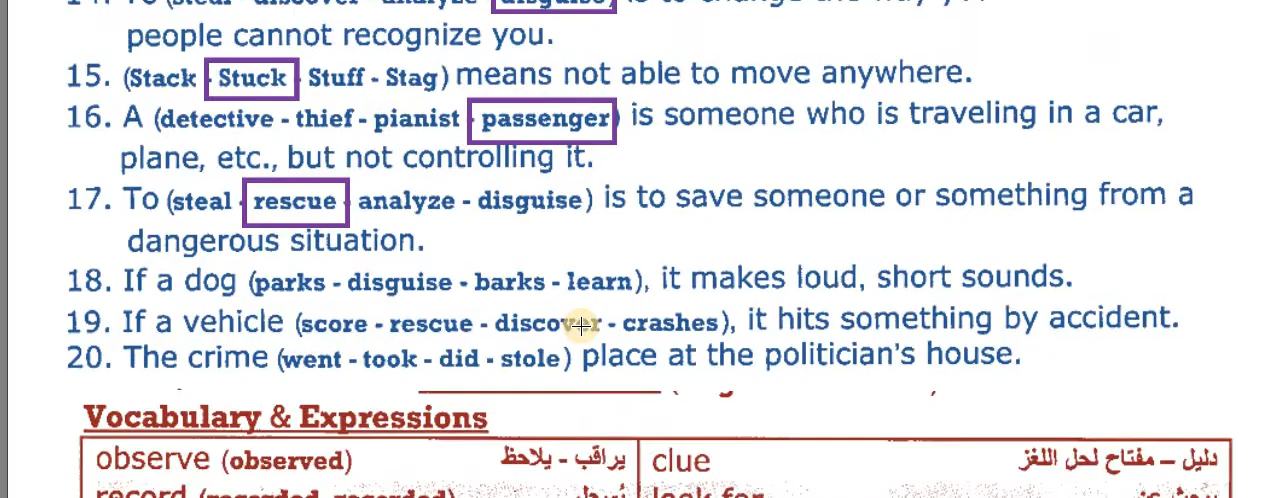 people cannot recognize you.
15. (Stack - Stuck - Stuff - Stag) means not able to move anywhere.
16. A (detective - thief - pianist - passenger) is someone who is traveling in a car,
plane, etc., but not controlling it.
17. To (steal - rescue - analyze - disguise) is to save someone or something from a
dangerous situation.
18. If a dog (parks - disguise - barks - learn), it makes loud, short sounds.
19. If a vehicle (score - rescue - discover - crashes), it hits something by accident.
20. The crime (went - took - did - stole) place at the politician's house.
Vocabulary & Expressions
observe (observed) يراقب - يلاحظ clue دليل – مفتاح لحل اللغز